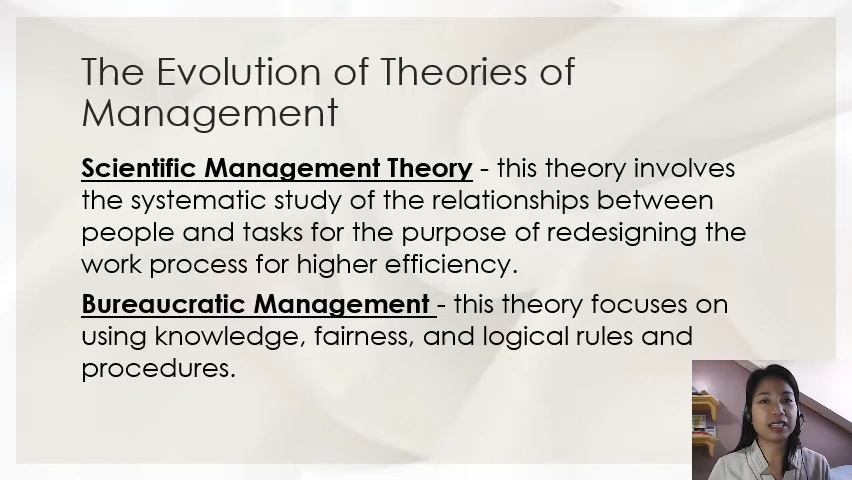 The Evolution of Theories of
Management
Scientific Management Theory - this theory involves
the systematic study of the relationships between
people and tasks for the purpose of redesigning the
work process for higher efficiency.
Bureaucratic Management - this theory focuses on
using knowledge, fairness, and logical rules and
procedures.